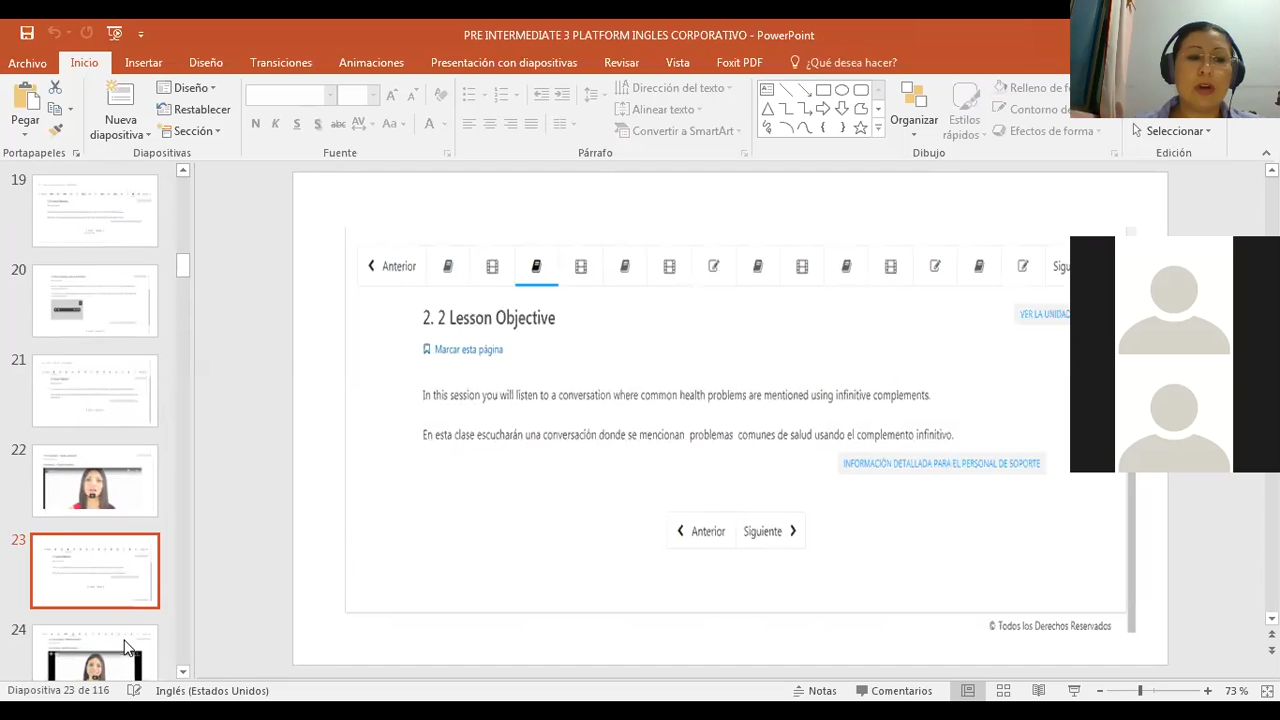 PRE INTERMEDIATE 3 PLATFORM INGLES CORPORATIVO - PowerPoint
Archivo Inicio Insertar Diseño Transiciones Animaciones Presentación con diapositivas Revisar Vista Foxit PDF ¿Qué desea hacer?
Pegar
Nueva
diapositiva
Diseño
Restablecer
Sección
N K S S abc AV Aa A
Dirección del texto
Alinear texto
Convertir a SmartArt
Organizar
Estilos
rápidos
Relleno de f
Contorno d
Efectos de forma
Seleccionar
Portapapeles Diapositivas Fuente Párrafo Dibujo Edición
19
20
21
22
23
24
Anterior
Sigu
2. 2 Lesson Objective
VER LA UNIDAD
Marcar esta página
In this session you will listen to a conversation where common health problems are mentioned using infinitive complements.
En esta clase escucharán una conversación donde se mencionan problemas comunes de salud usando el complemento infinitivo.
INFORMACIÓN DETALLADA PARA EL PERSONAL DE SOPORTE
Anterior Siguiente
© Todos los Derechos Reservados
Diapositiva 23 de 116 Inglés (Estados Unidos) Notas Comentarios 73 %